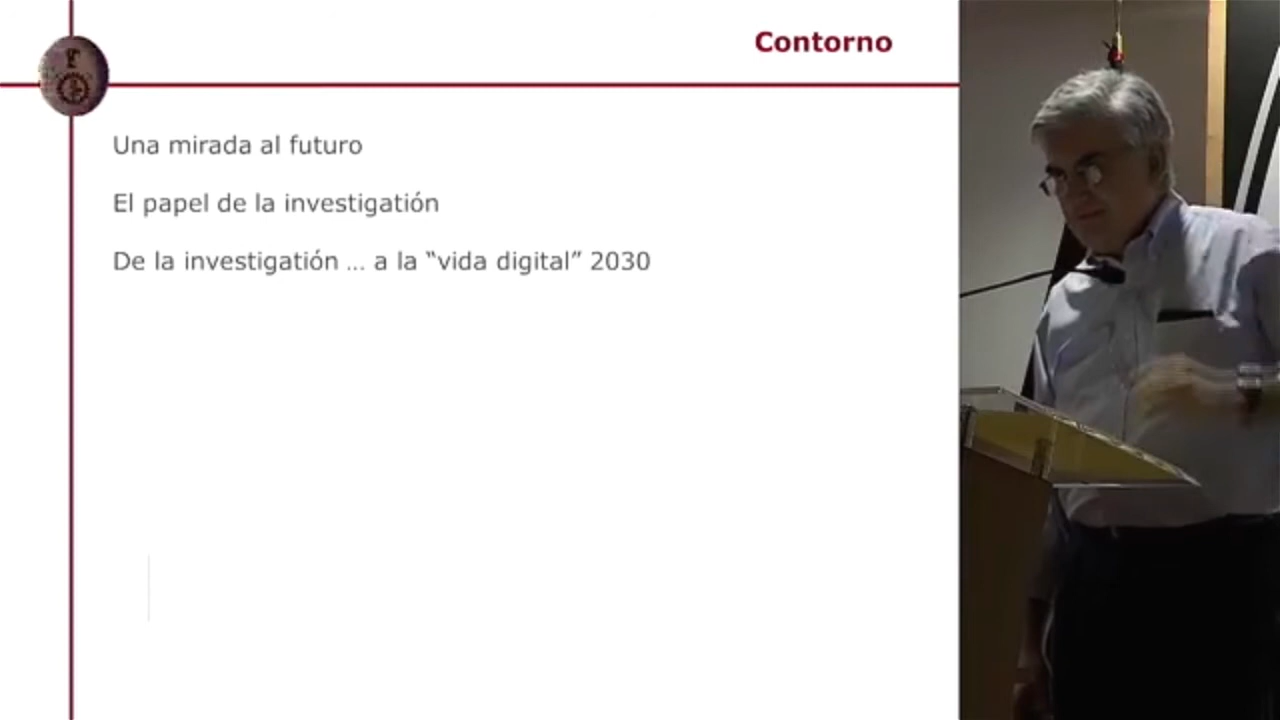 Contorno
Una mirada al futuro
El papel de la investigatión
De la investigatión ... a la “vida digital” 2030